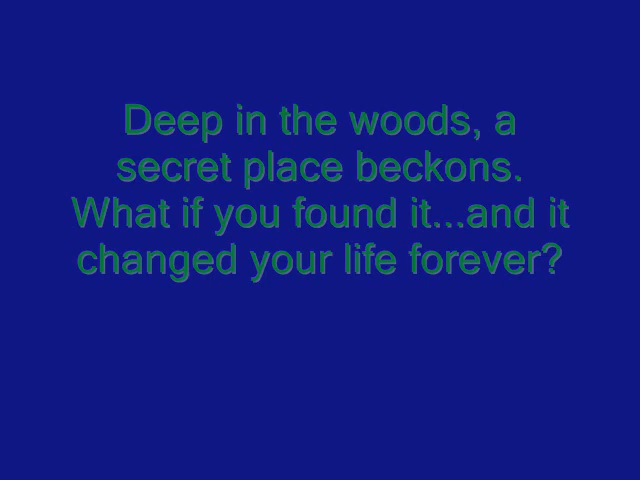 Deep in the woods, a
secret place beckons.
What if you found it...and it
changed your life forever?